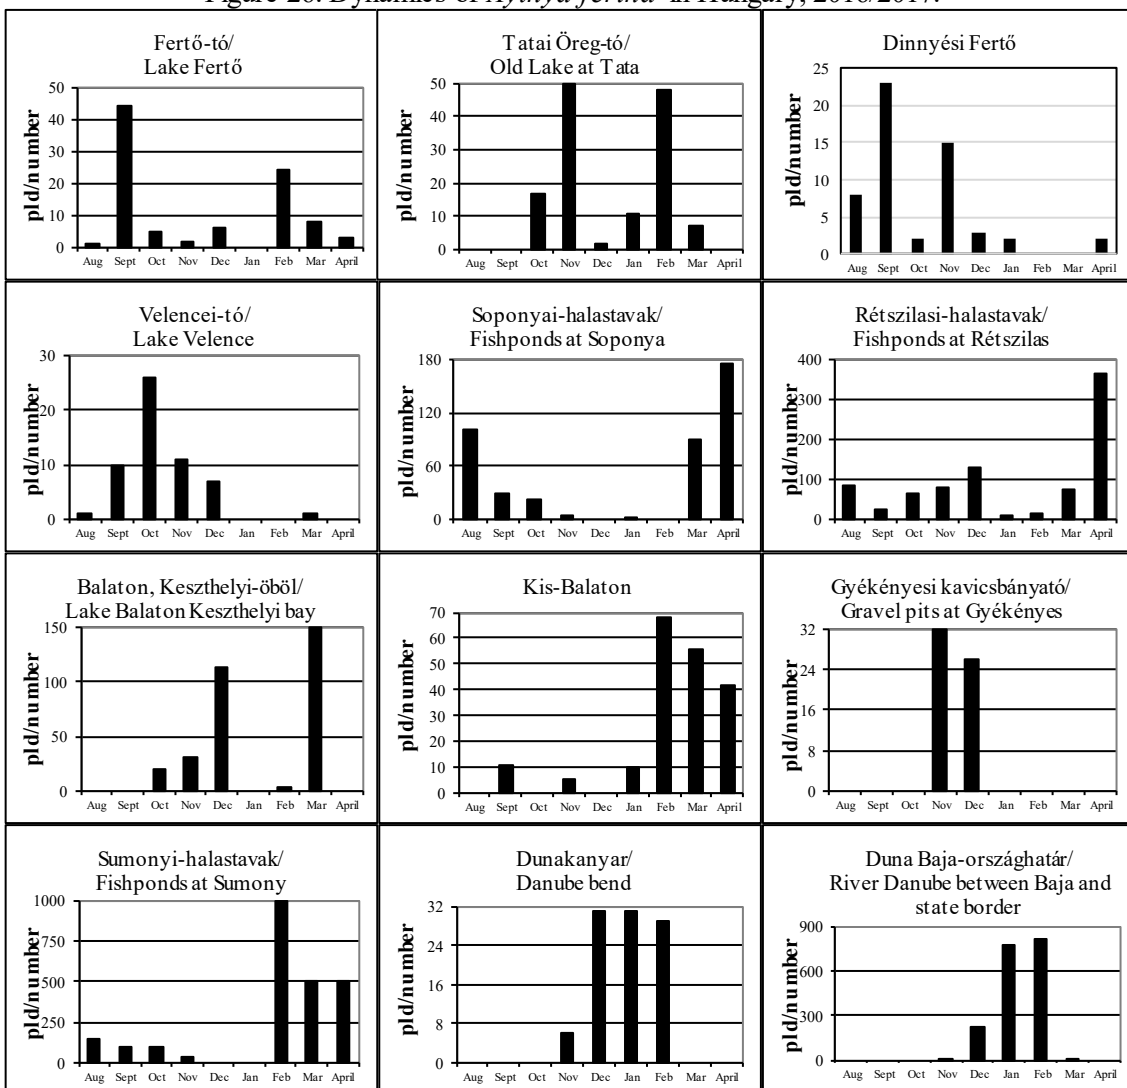 Figure Dynamics of Aythya ferina in Hungary, 2016/2017.
Fertő-tó/
Lake Fertő
pld/number
50
40
30
20
10
0
Aug Sept Oct Nov Dec Jan Feb Mar April
Tatai Öreg-tó/
Old Lake at Tata
pld/number
50
40
30
20
10
0
Aug Sept Oct Nov Dec Jan Feb Mar April
Dinnyési Fertő
pld/number
25
20
15
10
5
0
Aug Sept Oct Nov Dec Jan Feb Mar April
Velencei-tó/
Lake Velence
pld/number
30
20
10
0
Aug Sept Oct Nov Dec Jan Feb Mar April
Soponyai-halastavak/
Fishponds at Soponya
pld/number
180
120
60
0
Aug Sept Oct Nov Dec Jan Feb Mar April
Rétszilasi-halastavak/
Fishponds at Rétszilas
pld/number
400
300
200
100
0
Aug Sept Oct Nov Dec Jan Feb Mar April
Balaton, Keszthelyi-öböl/
Lake Balaton Keszthelyi bay
pld/number
150
100
50
0
Aug Sept Oct Nov Dec Jan Feb Mar April
Kis-Balaton
pld/number
70
60
50
40
30
20
10
0
Aug Sept Oct Nov Dec Jan Feb Mar April
Gyékényesi kavicsbányató/
Gravel pits at Gyékényes
pld/number
32
24
16
8
0
Aug Sept Oct Nov Dec Jan Feb Mar April
Sumonyi-halastavak/
Fishponds at Sumony
pld/number
1000
750
500
250
0
Aug Sept Oct Nov Dec Jan Feb Mar April
Dunakanyar/
Danube bend
pld/number
32
24
16
8
0
Aug Sept Oct Nov Dec Jan Feb Mar April
Duna Baja-országhatár/
River Danube between Baja and
state border
pld/number
900
600
300
0
Aug Sept Oct Nov Dec Jan Feb Mar April